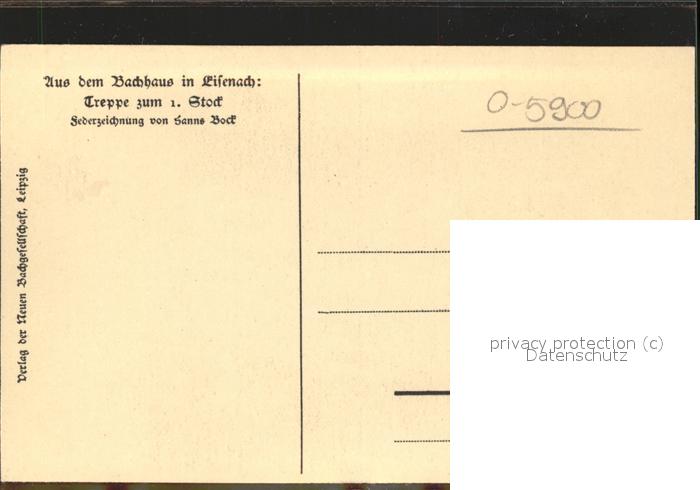 Aus dem Bachhaus in Eisenach:
Treppe zum 1. Stock
Federzeichnung von Hanns Bock
Verlag der Neuen Bachgesellschaft, Leipzig
O-5900
privacy protection (c)
Datenschutz